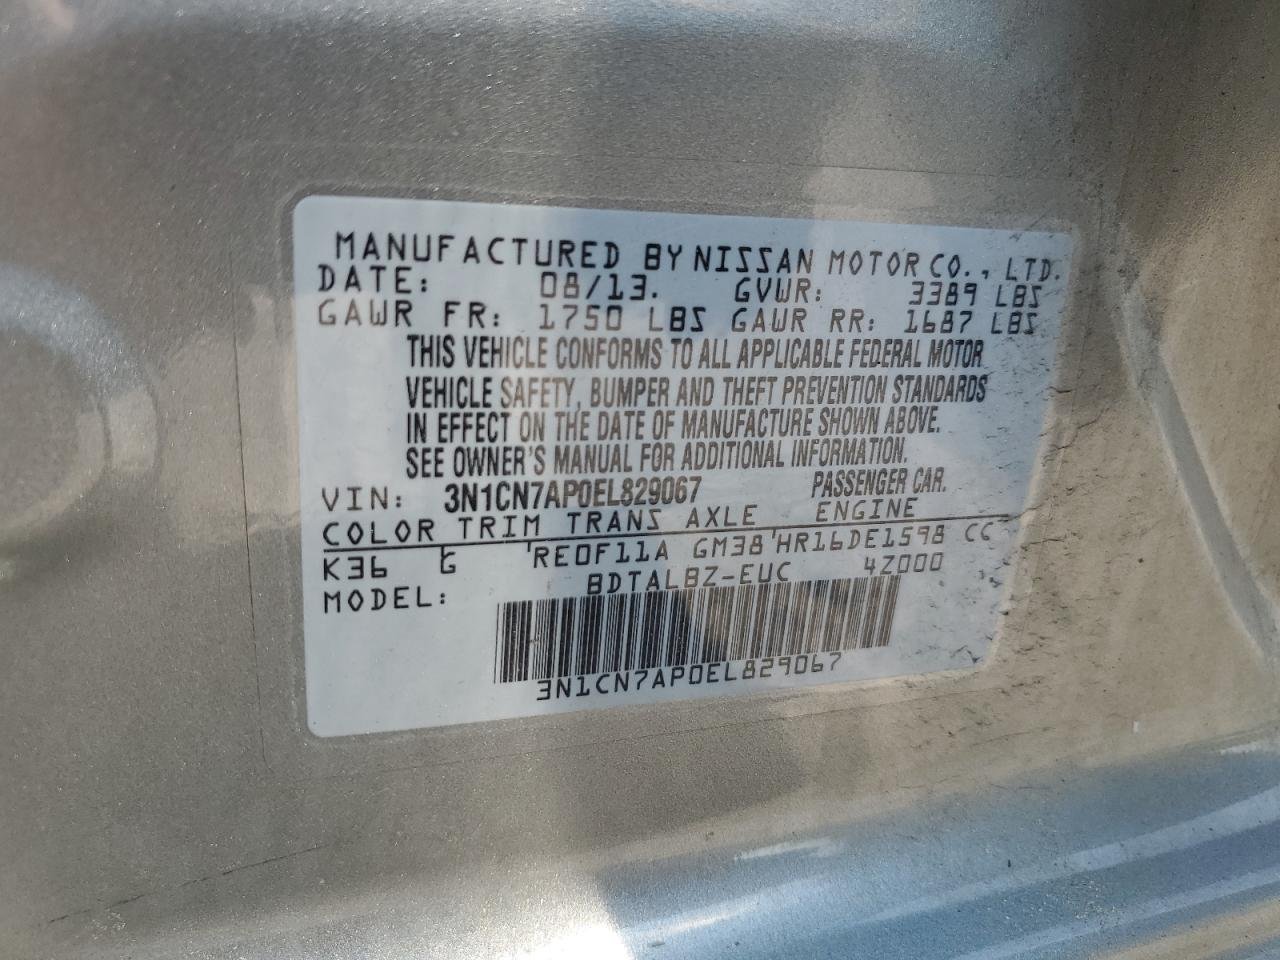 MANUFACTURED BY NISSAN MOTOR CO., LTD.
DATE: 08/13. GVWR: 3389 LBS
GAWR FR: 1750 LBS GAWR RR: 1687 LBS
THIS VEHICLE CONFORMS TO ALL APPLICABLE FEDERAL MOTOR
VEHICLE SAFETY, BUMPER AND THEFT PREVENTION STANDARDS
IN EFFECT ON THE DATE OF MANUFACTURE SHOWN ABOVE.
SEE OWNER'S MANUAL FOR ADDITIONAL INFORMATION.
VIN: 3N1CN7AP0EL829067 PASSENGER CAR.
COLOR TRIM TRANS AXLE ENGINE
K36 G RE0F11A GM38 HR16DE1598 CC
MODEL: BDTALBZ-EUC 4Z000
3N1CN7AP0EL829067